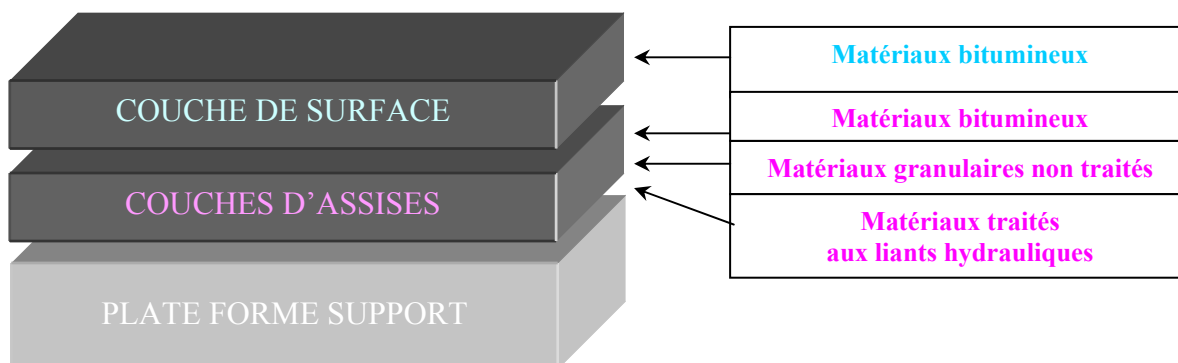 COUCHE DE SURFACE
COUCHES D'ASSISES
PLATE FORME SUPPORT
Matériaux bitumineux
Matériaux bitumineux
Matériaux granulaires non traités
Matériaux traités
aux liants hydrauliques